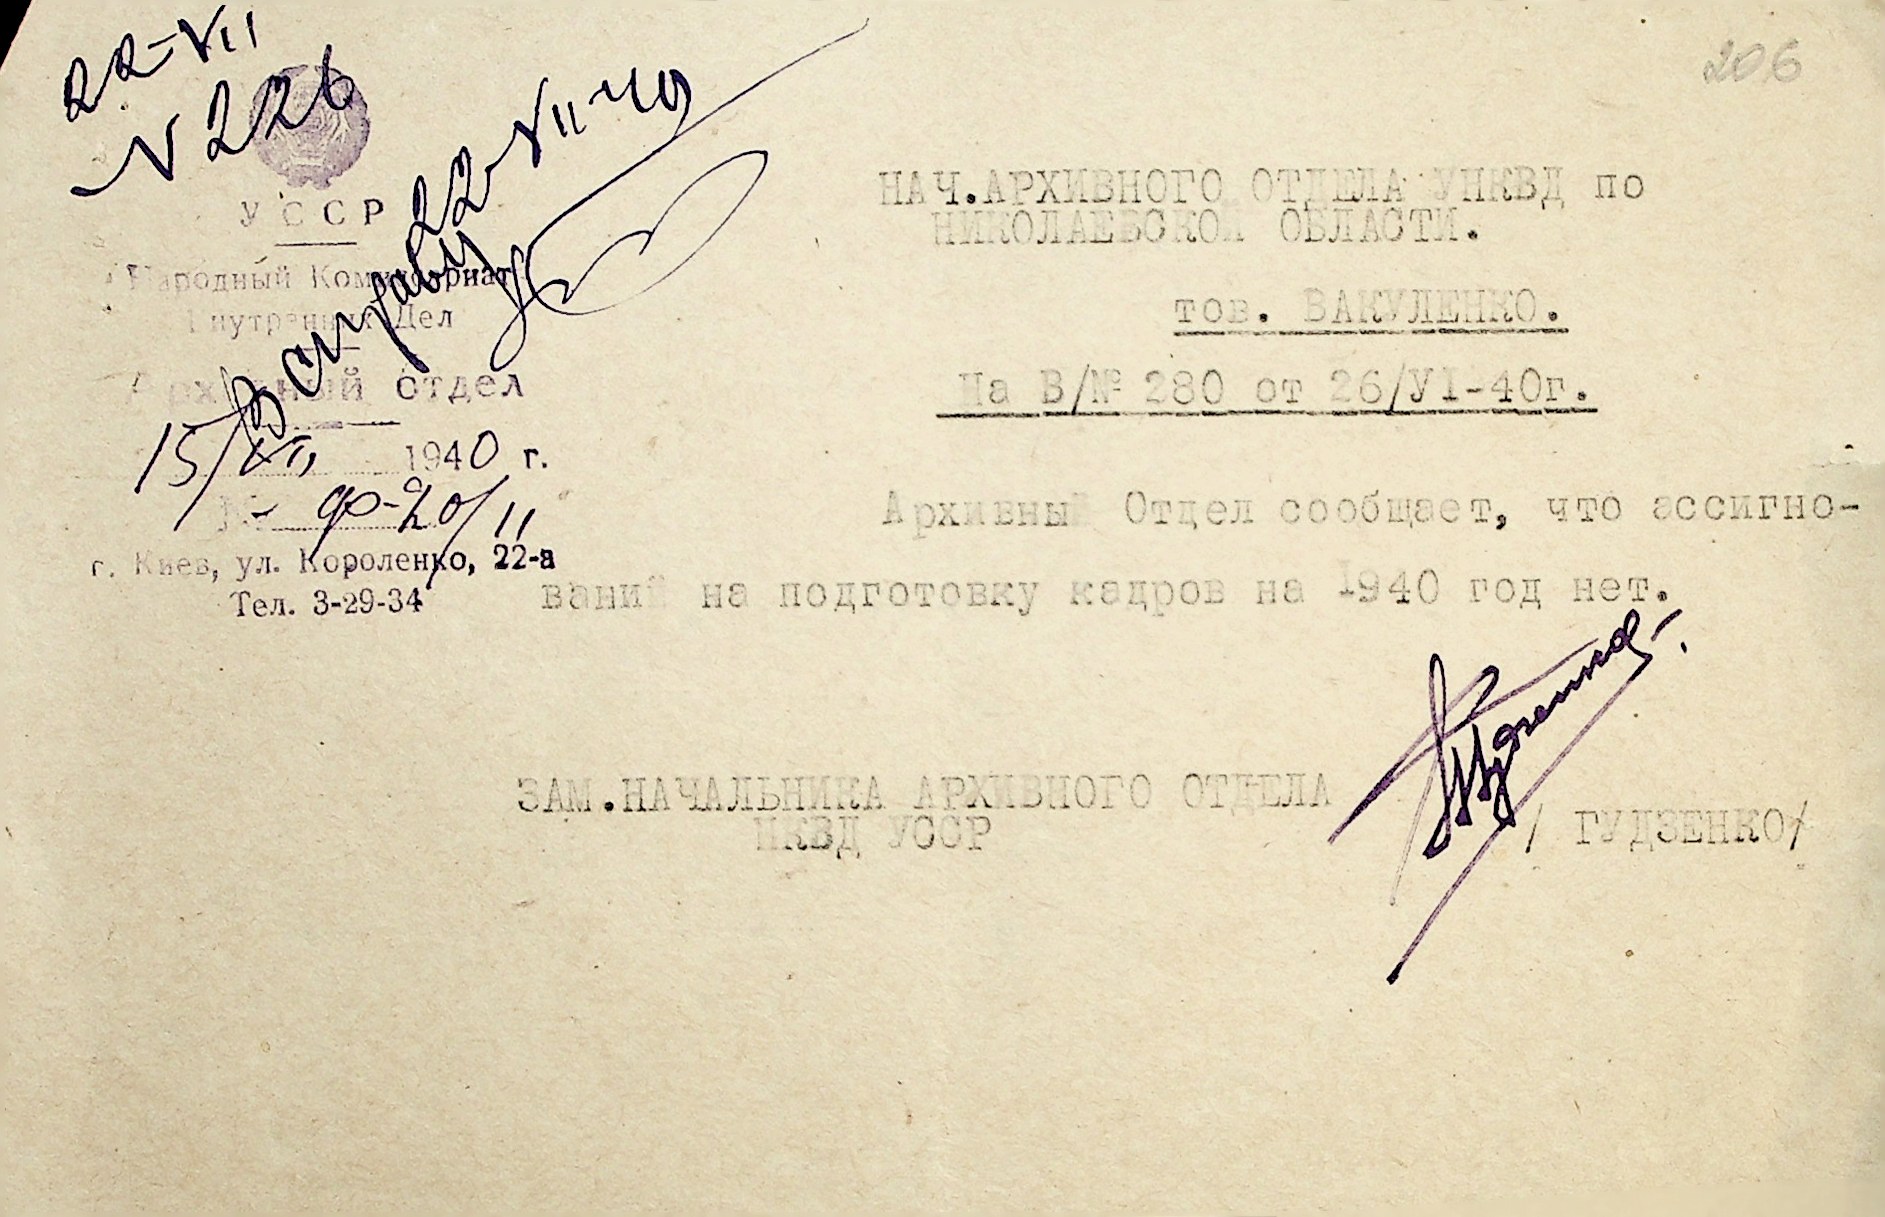 206
22-VII
N 226
УССР
Народный Комиссариат
Внутренних Дел
Архивный отдел
15/VII 1940 г.
№ ф-20/11
г. Киев, ул. Короленко, 22-а
Тел. 3-29-34
В справу
22-VII-40
НАЧ.АРХИВНОГО ОТДЕЛА УНКВД по
НИКОЛАЕВСКОЙ ОБЛАСТИ.
тов. ВАКУЛЕНКО.
На В/№ 280 от 26/УІ-40г.
Архивный Отдел сообщает, что ассигно-
ваний на подготовку кадров на 1940 год нет.
ЗАМ.НАЧАЛЬНИКА АРХИВНОГО ОТДЕЛА
НКВД УССР
/ ГУДЗЕНКО/